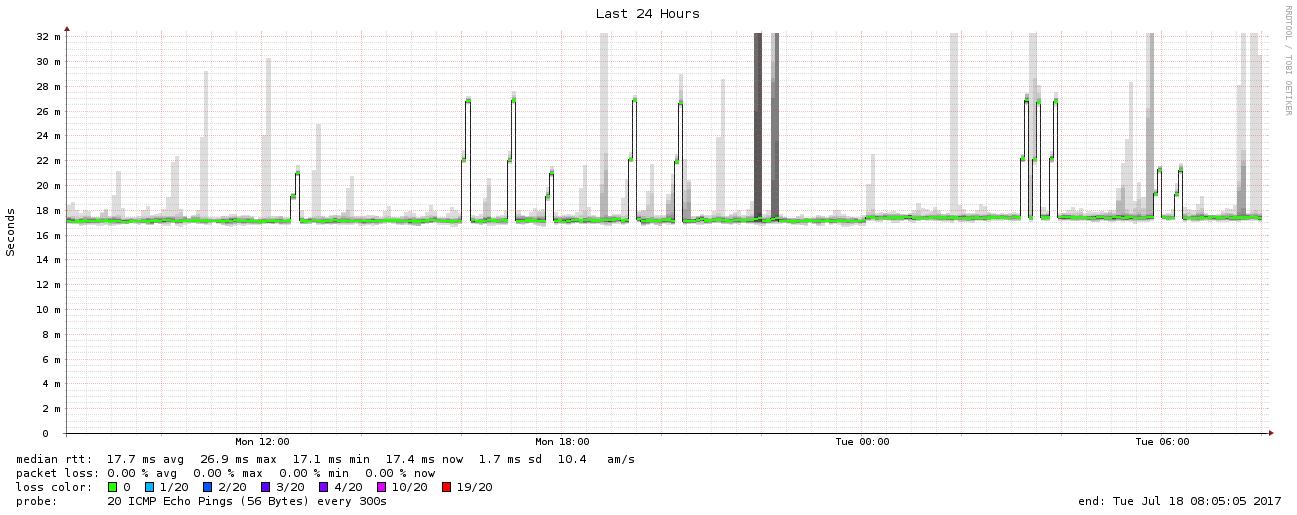 Last 24 Hours
RRDTOOL / TOBI OETIKER
Seconds
32 m
30 m
28 m
26 m
24 m
22 m
20 m
18 m
16 m
14 m
12 m
10 m
8 m
6 m
4 m
2 m
0
Mon 12:00 Mon 18:00 Tue 00:00 Tue 06:00
median rtt: 17.7 ms avg 26.9 ms max 17.1 ms min 17.4 ms now 1.7 ms sd 10.4 am/s
packet loss: 0.00 % avg 0.00 % max 0.00 % min 0.00 % now
loss color: 0 1/20 2/20 3/20 4/20 10/20 19/20
probe: 20 ICMP Echo Pings (56 Bytes) every 300s end: Tue Jul 18 08:05:05 2017